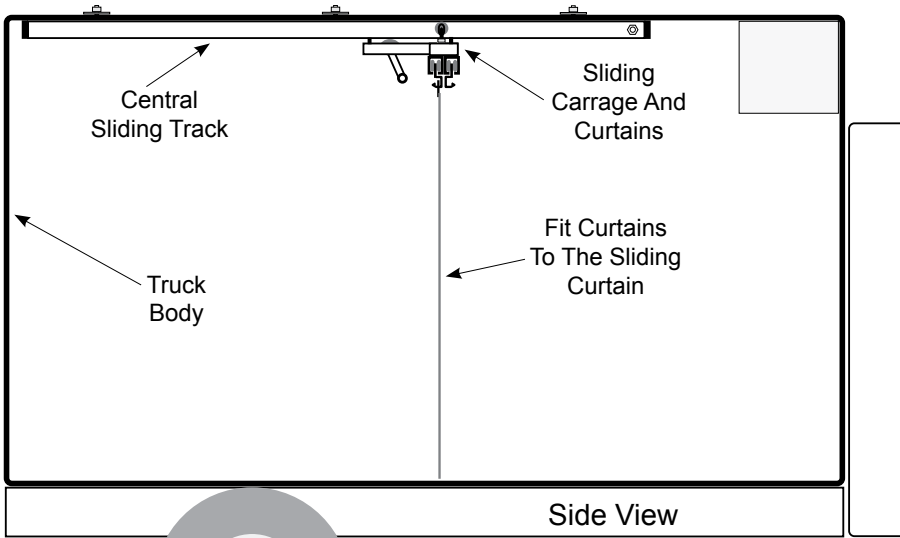 Central
Sliding Track
Sliding
Carrage And
Curtains
Truck
Body
Fit Curtains
To The Sliding
Curtain
Side View